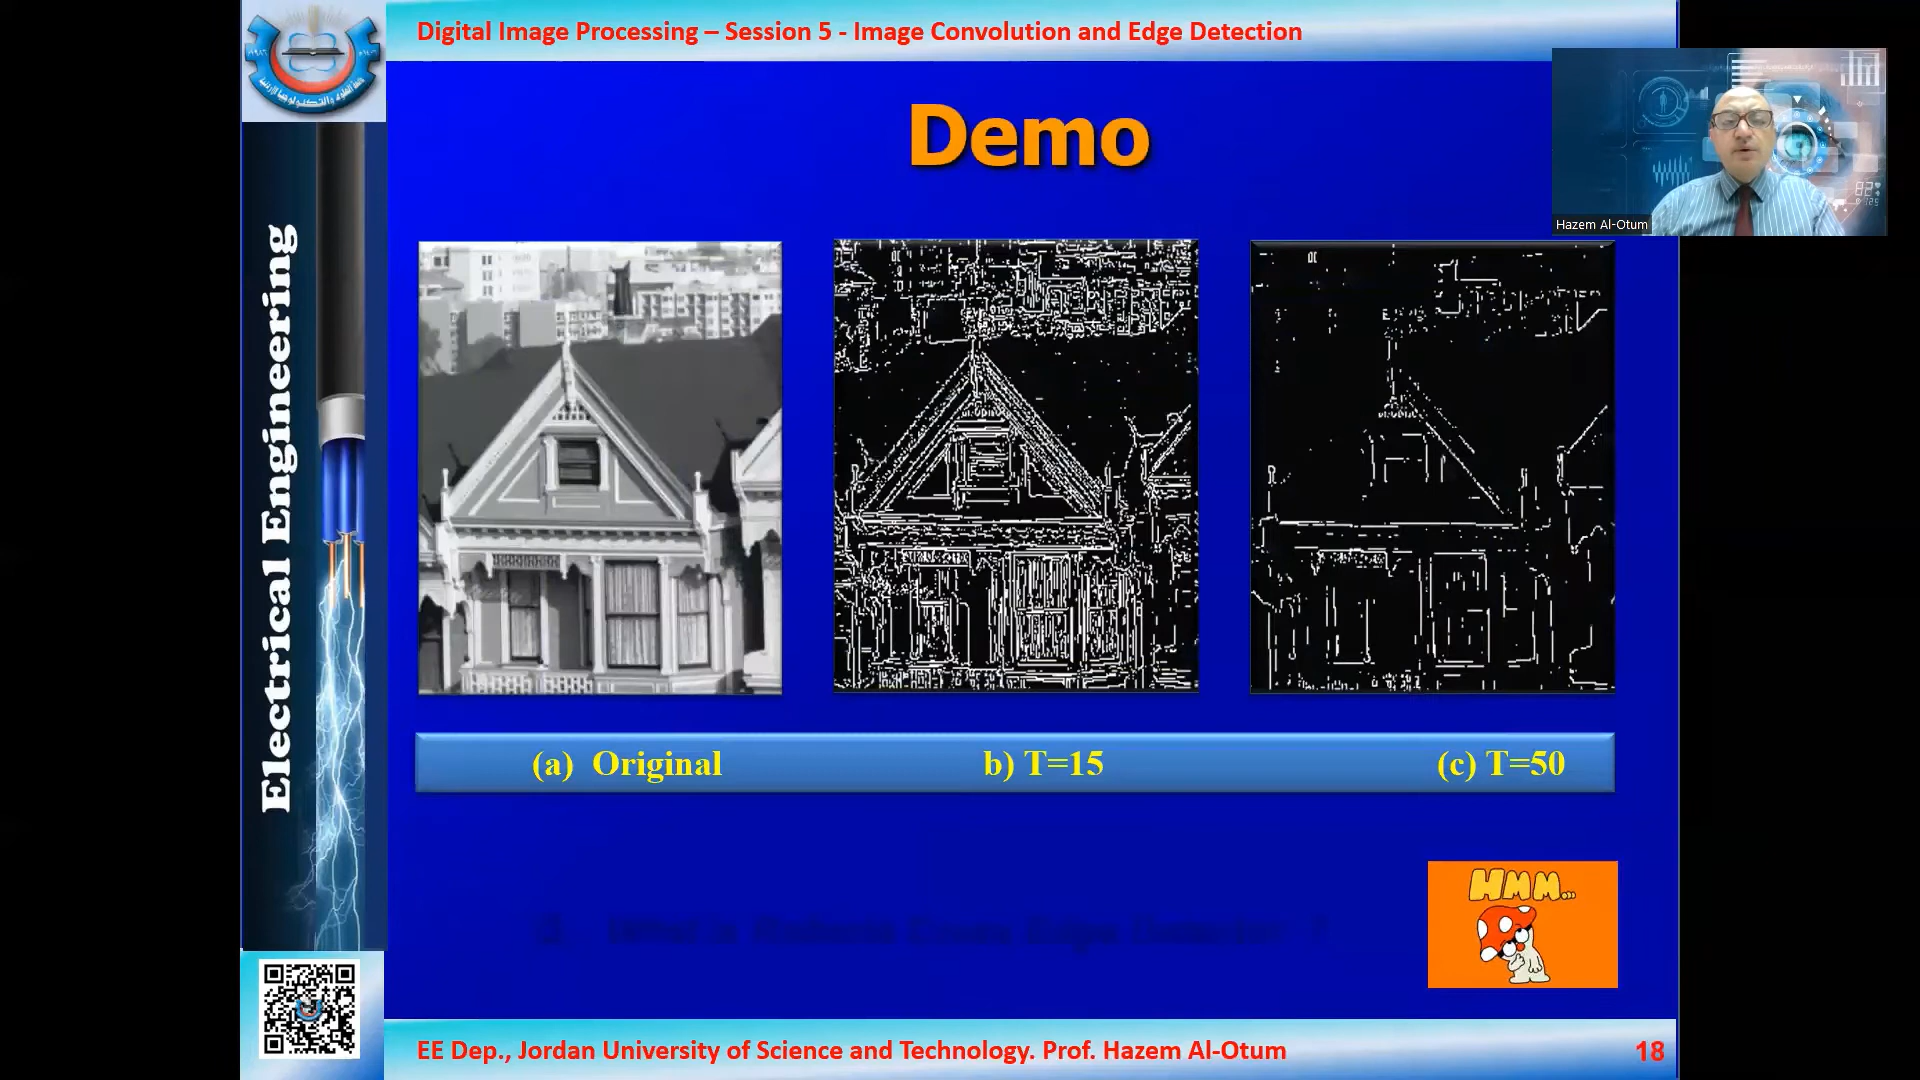 Digital Image Processing – Session 5 - Image Convolution and Edge Detection
Demo
Hazem Al-Otum
Electrical Engineering
(a) Original
b) T=15
(c) T=50
HMM...
EE Dep., Jordan University of Science and Technology. Prof. Hazem Al-Otum
18